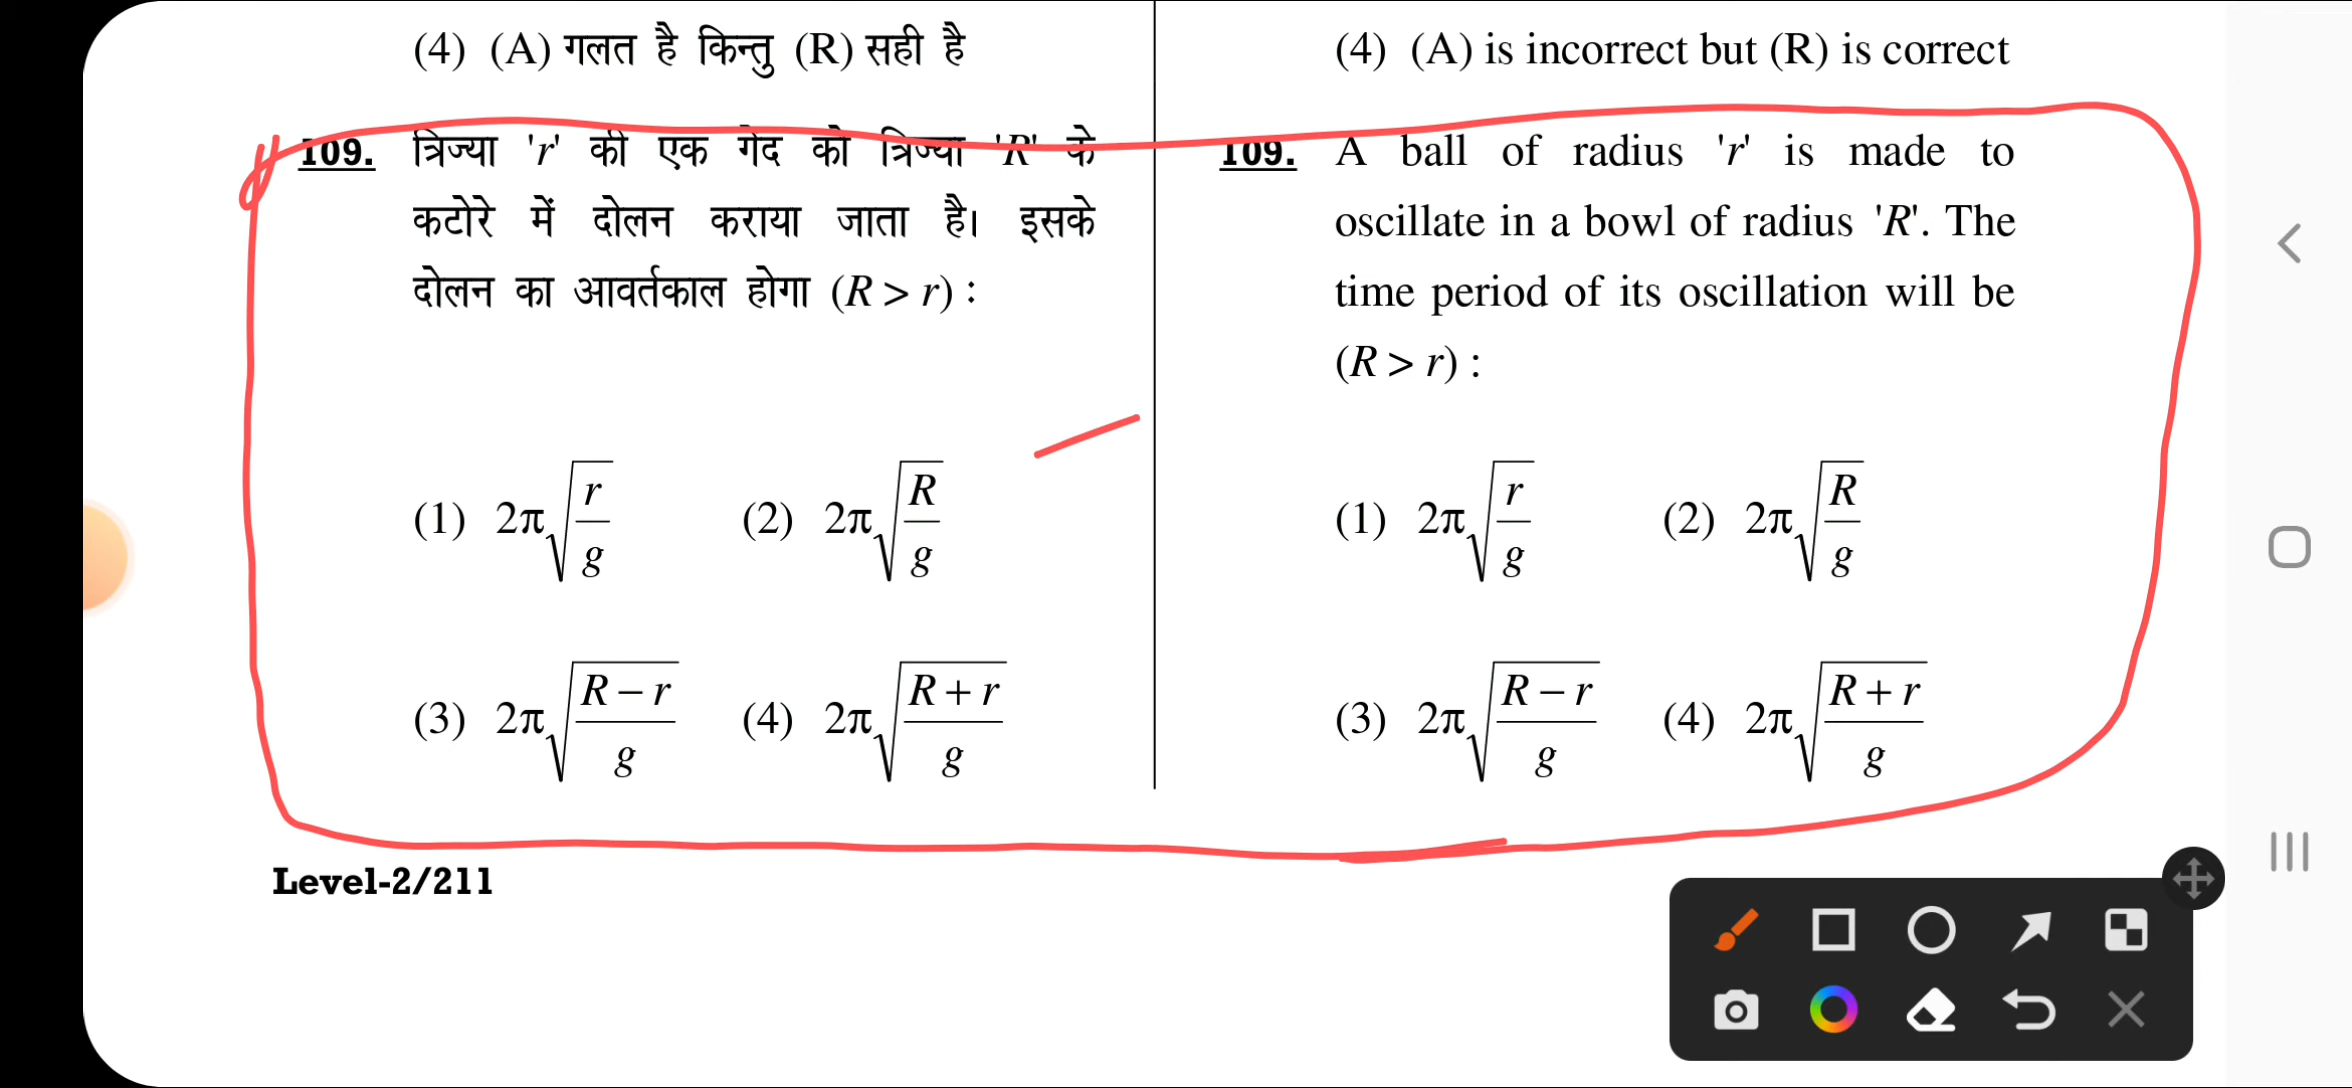 (4) (A) गलत है किन्तु (R) सही है
109. त्रिज्या 'r' की एक गेंद को त्रिज्या 'R' के
कटोरे में दोलन कराया जाता है। इसके
दोलन का आवर्तकाल होगा (R > r) :
(1) 2π√(r/g) (2) 2π√(R/g)
(3) 2π√((R – r)/g) (4) 2π√((R + r)/g)
Level-2/211
(4) (A) is incorrect but (R) is correct
109. A ball of radius 'r' is made to
oscillate in a bowl of radius 'R'. The
time period of its oscillation will be
(R > r) :
(1) 2π√(r/g) (2) 2π√(R/g)
(3) 2π√((R – r)/g) (4) 2π√((R + r)/g)